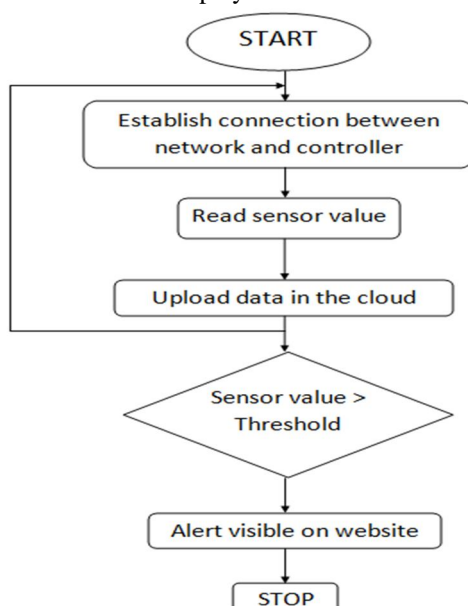 START
Establish connection between
network and controller
Read sensor value
Upload data in the cloud
Sensor value >
Threshold
Alert visible on website
STOP